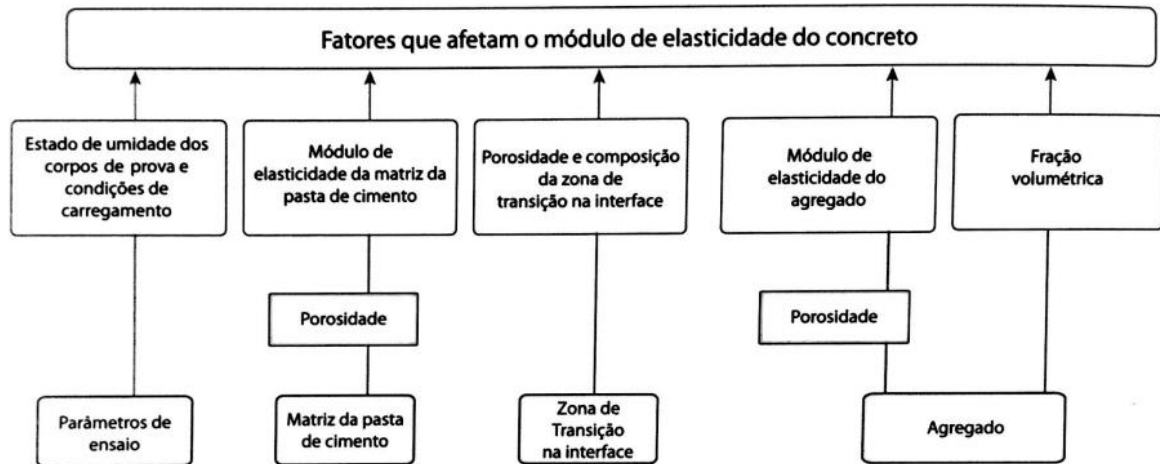 Fatores que afetam o módulo de elasticidade do concreto
Estado de umidade dos
corpos de prova e
condições de
carregamento
Módulo de
elasticidade da matriz da
pasta de cimento
Porosidade e composição
da zona de
transição na interface
Módulo de
elasticidade do
agregado
Fração
volumétrica
Porosidade
Porosidade
Parâmetros de
ensaio
Matriz da pasta
de cimento
Zona de
Transição
na interface
Agregado